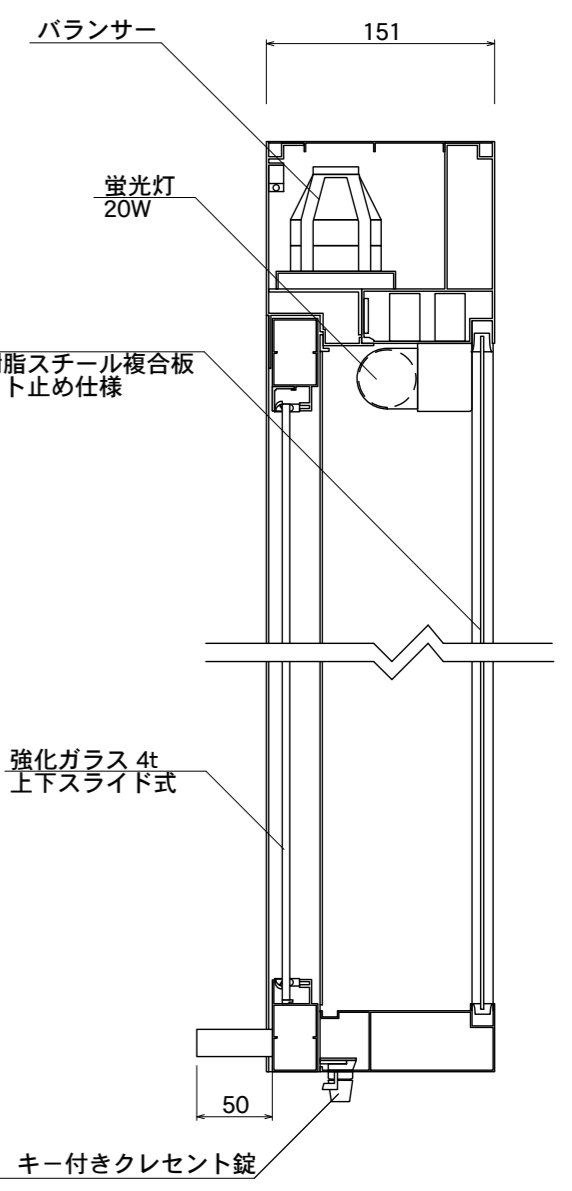 バランサー
151
蛍光灯
20W
脂スチール複合板
ト止め仕様
強化ガラス 4t
上下スライド式
50
キー付きクレセント錠